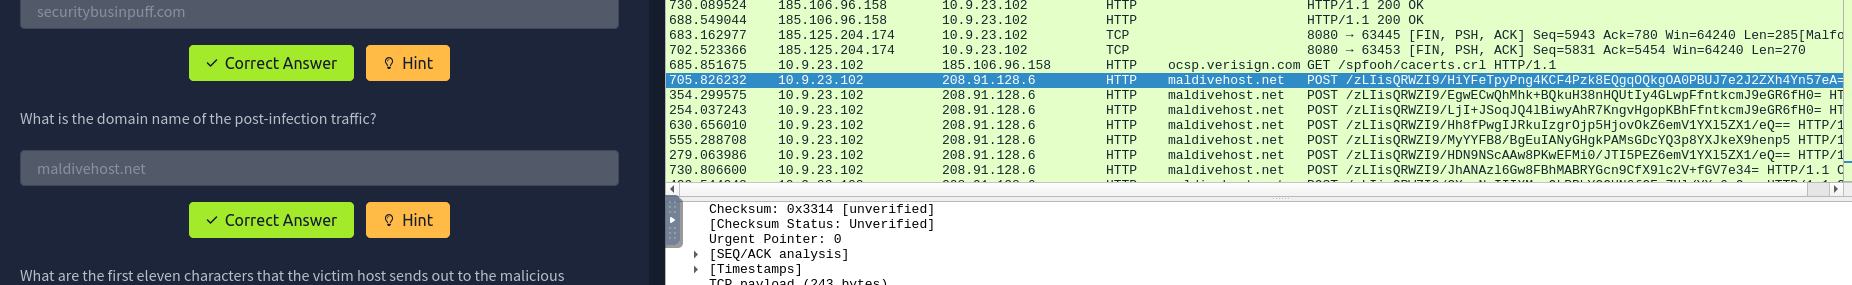 securitybusinpuff.com
Correct Answer
Hint
What is the domain name of the post-infection traffic?
maldivehost.net
Correct Answer
Hint
What are the first eleven characters that the victim host sends out to the malicious
730.089524 185.106.96.158 10.9.23.102 HTTP HTTP/1.1 200 OK
688.549044 185.106.96.158 10.9.23.102 HTTP HTTP/1.1 200 OK
683.162977 185.125.204.174 10.9.23.102 TCP 8080 → 63445 [FIN, PSH, ACK] Seq=5943 Ack=780 Win=64240 Len=285[Malfo
702.523366 185.125.204.174 10.9.23.102 TCP 8080 → 63453 [FIN, PSH, ACK] Seq=5831 Ack=5454 Win=64240 Len=270
685.851675 10.9.23.102 185.106.96.158 HTTP ocsp.verisign.com GET /spfooh/cacerts.crl HTTP/1.1
705.826232 10.9.23.102 208.91.128.6 HTTP maldivehost.net POST /zLIisQRWZI9/HiYFeTpyPng4KCF4Pzk8EQgqOQkgOA0PBUJ7e2J2ZXh4Yn57eA=
354.299575 10.9.23.102 208.91.128.6 HTTP maldivehost.net POST /zLIisQRWZI9/EgwECwQhMhk+BQkuH38nHQUtIy4GLwpFfntkcmJ9eGR6fH0= HT
254.037243 10.9.23.102 208.91.128.6 HTTP maldivehost.net POST /zLIisQRWZI9/LjI+JSoqJQ4lBiwyAhR7KngvHgopKBhFfntkcmJ9eGR6fH0= HT
630.656010 10.9.23.102 208.91.128.6 HTTP maldivehost.net POST /zLIisQRWZI9/Hh8fPwgIJRkuIzgrOjp5HjovOkZ6emV1YXl5ZX1/eQ== HTTP/1
555.288708 10.9.23.102 208.91.128.6 HTTP maldivehost.net POST /zLIisQRWZI9/MyYYFB8/BgEuIANyGHgkPAMsGDcYQ3p8YXJkeX9henp5 HTTP/1
279.063986 10.9.23.102 208.91.128.6 HTTP maldivehost.net POST /zLIisQRWZI9/HDN9NScAAw8PKwEFMi0/JTI5PEZ6emV1YXl5ZX1/eQ== HTTP/1
730.806600 10.9.23.102 208.91.128.6 HTTP maldivehost.net POST /zLIisQRWZI9/JhANAzl6Gw8FBhMABRYGcn9CfX9lc2V+fGV7e34= HTTP/1.1 C
Checksum: 0x3314 [unverified]
[Checksum Status: Unverified]
Urgent Pointer: 0
[SEQ/ACK analysis]
[Timestamps]
TCP payload (243 bytes)